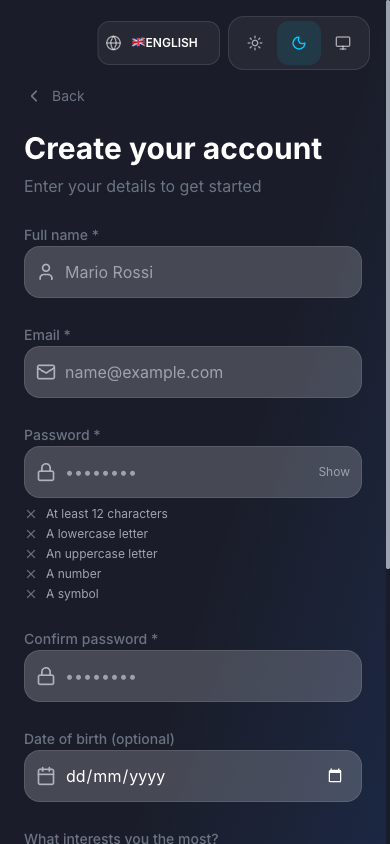 ENGLISH
Back
Create your account
Enter your details to get started
Full name *
Mario Rossi
Email *
name@example.com
Password *
••••••••
Show
At least 12 characters
A lowercase letter
An uppercase letter
A number
A symbol
Confirm password *
••••••••
Date of birth (optional)
dd/mm/yyyy
What interests you the most?